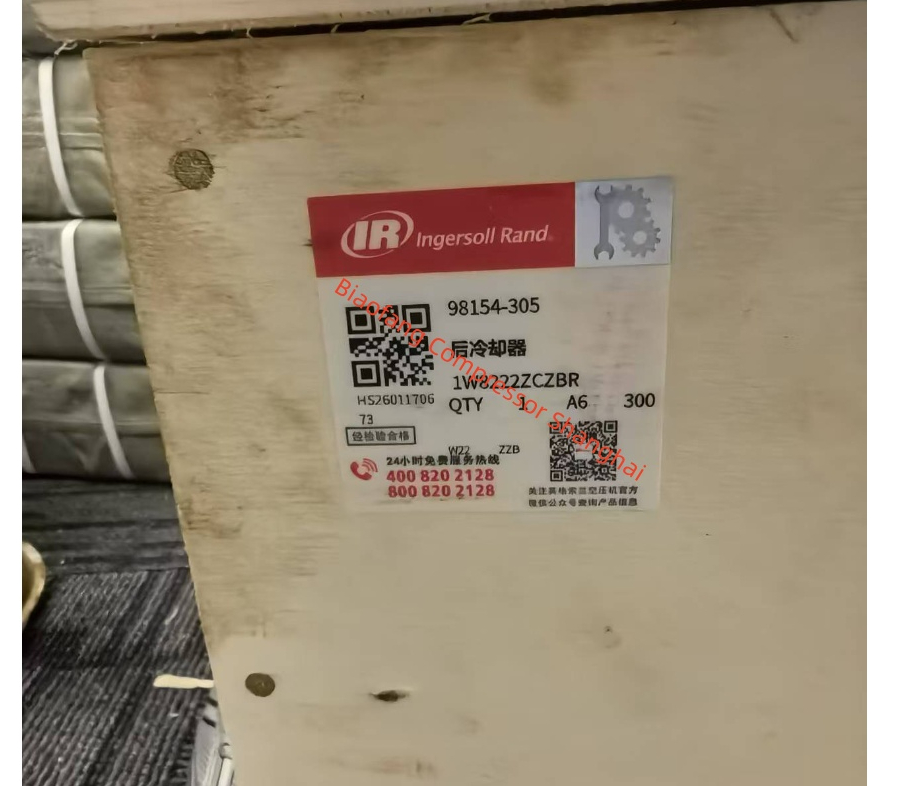 IR Ingersoll Rand
98154-305
后冷却器
1W8222ZCZBR
HS26011706
73
QTY 1 A6 300
经检验合格
W22 ZZB
24小时免费服务热线
400 820 2128
800 820 2128
关注英格索兰空压机官方
微信公众号查询产品信息
Biaofang Compressor Shanghai